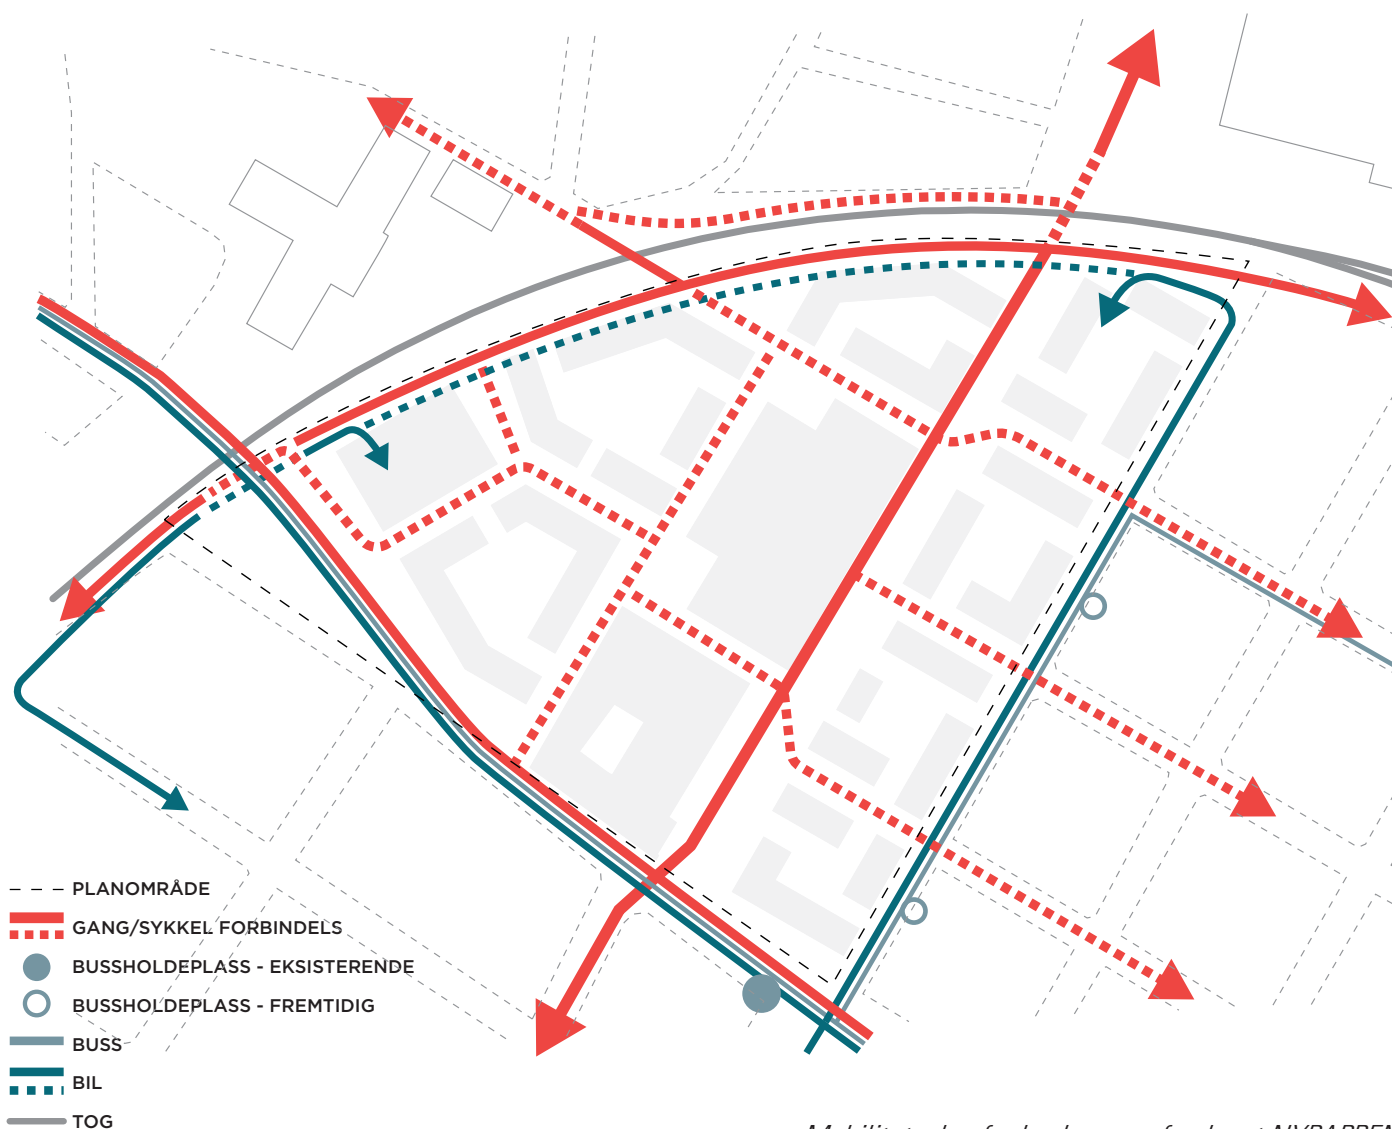 PLANOMRÅDE
GANG/SYKKEL FORBINDELS
BUSSHOLDEPLASS - EKSISTERENDE
BUSSHOLDEPLASS - FREMTIDIG
BUSS
BIL
TOG